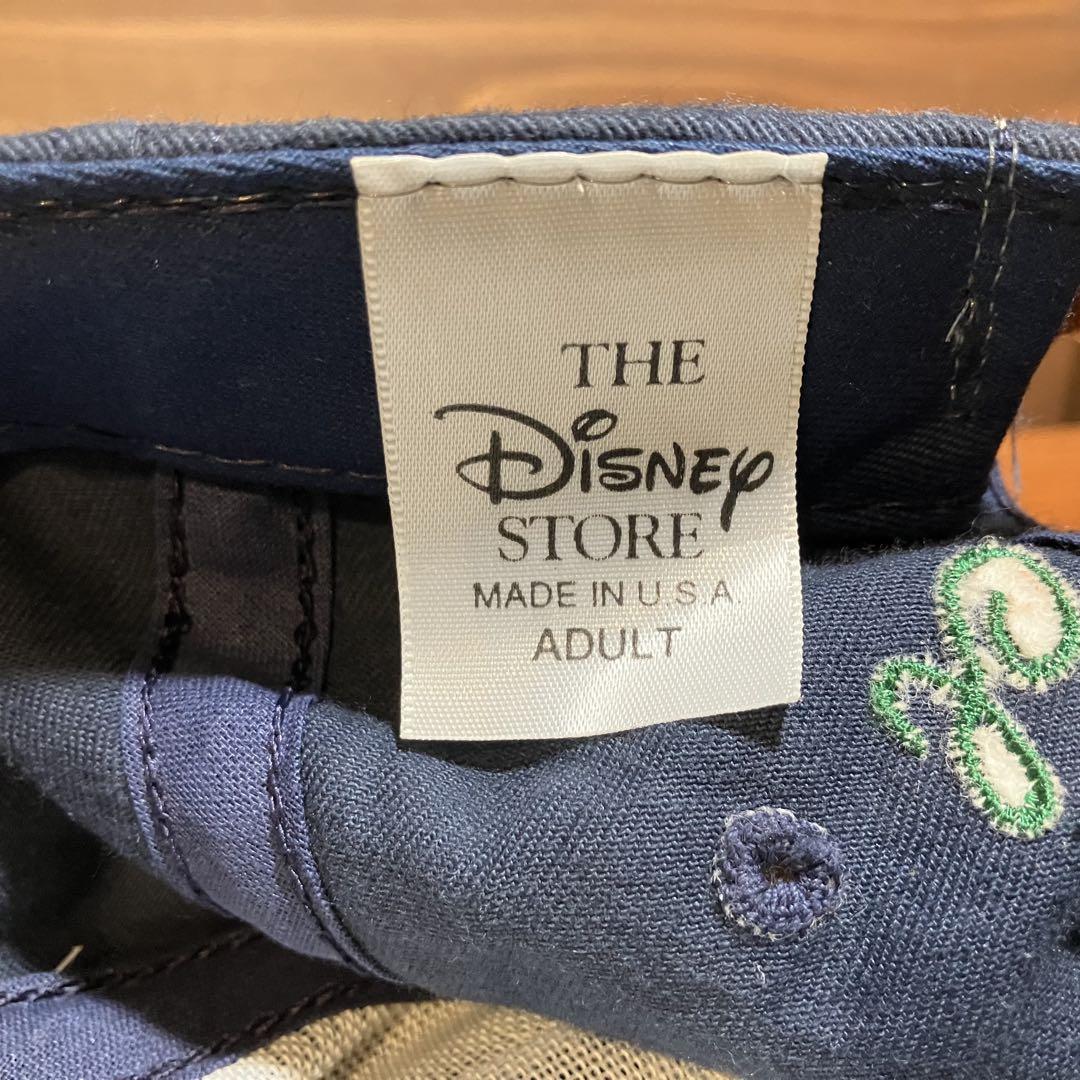 THE
Disney
STORE
MADE IN U.S.A.
ADULT